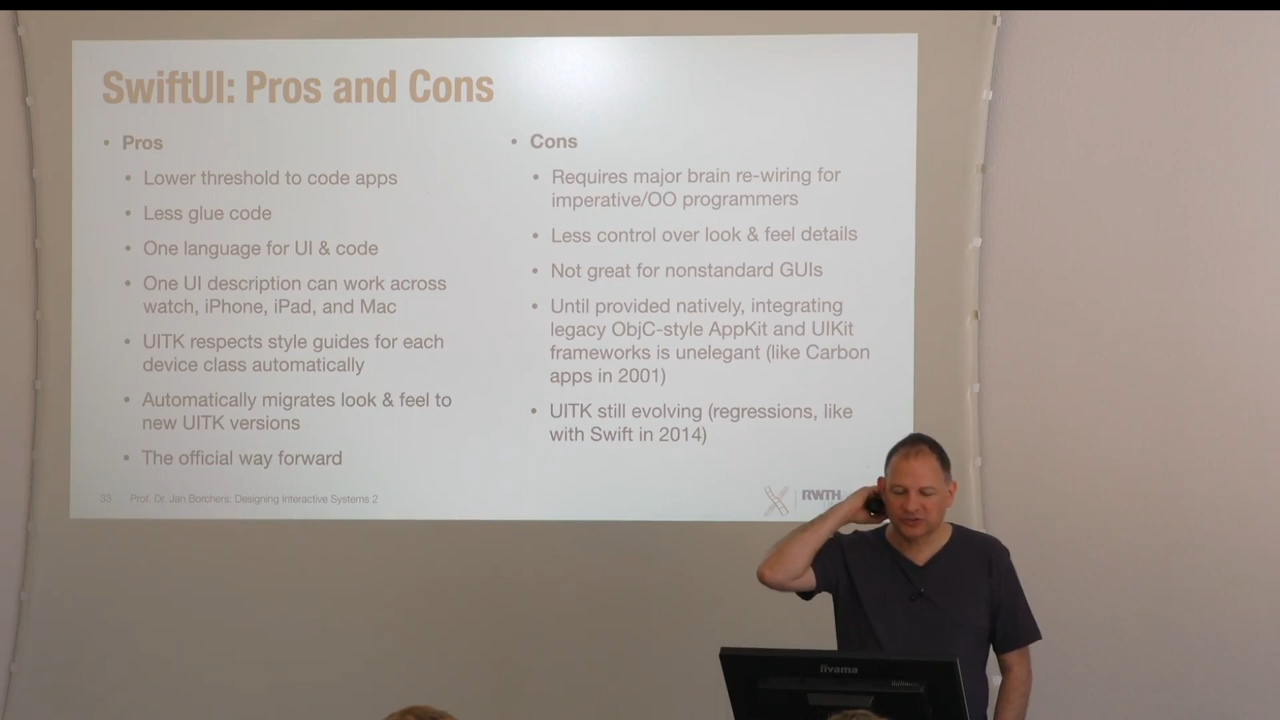 SwiftUI: Pros and Cons
• Pros
• Lower threshold to code apps
• Less glue code
• One language for UI & code
• One UI description can work across
watch, iPhone, iPad, and Mac
• UITK respects style guides for each
device class automatically
• Automatically migrates look & feel to
new UITK versions
• The official way forward
• Cons
• Requires major brain re-wiring for
imperative/OO programmers
• Less control over look & feel details
• Not great for nonstandard GUIs
• Until provided natively, integrating
legacy ObjC-style AppKit and UIKit
frameworks is unelegant (like Carbon
apps in 2001)
• UITK still evolving (regressions, like
with Swift in 2014)
33 Prof. Dr. Jan Borchers: Designing Interactive Systems 2
RWTH
iiyama